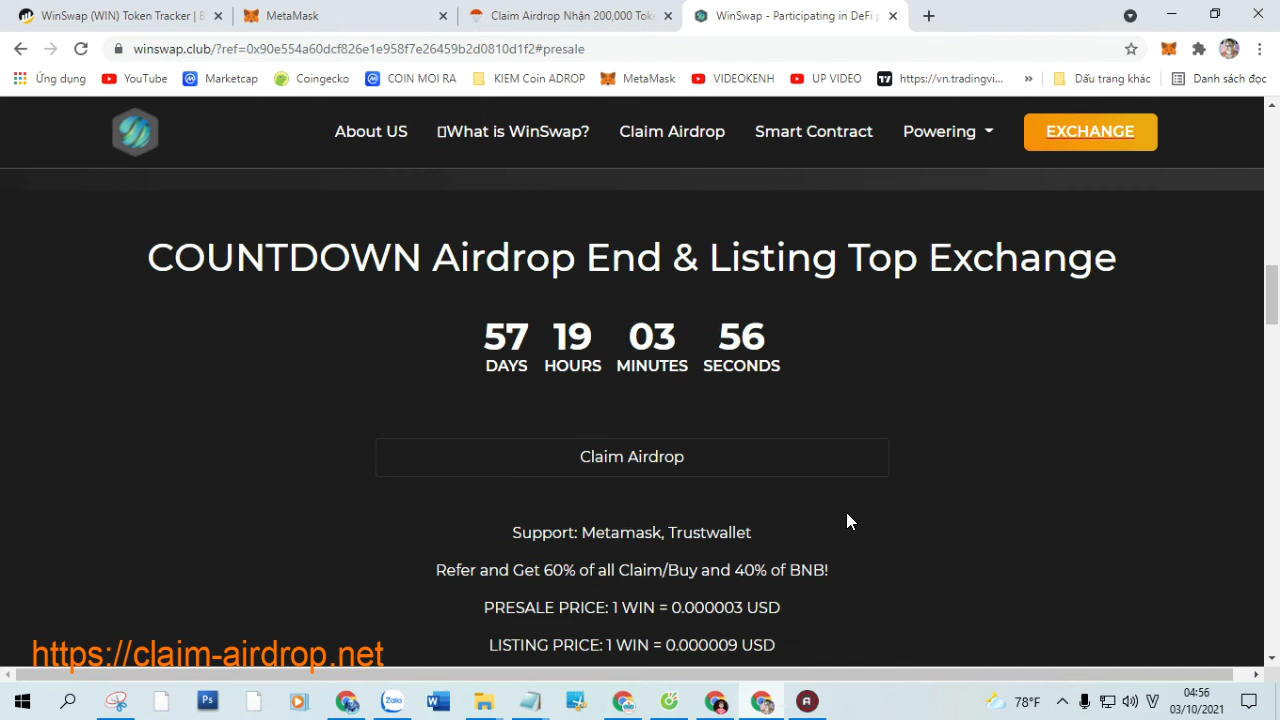 WinSwap (WIN) Token Tracker | B
MetaMask
Claim Airdrop Nhận 200,000 Toke
WinSwap - Participating in DeFi p
winswap.club/?ref=0x90e554a60dcf826e1e958f7e26459b2d0810d1f2#presale
Ứng dụng
YouTube
Marketcap
Coingecko
COIN MOI RA
KIEM Coin ADROP
MetaMask
VIDEOKENH
UP VIDEO
https://vn.tradingvi...
»
Dấu trang khác
Danh sách đọc
About US
What is WinSwap?
Claim Airdrop
Smart Contract
Powering
EXCHANGE
COUNTDOWN Airdrop End & Listing Top Exchange
57 19 03 56
DAYS HOURS MINUTES SECONDS
Claim Airdrop
Support: Metamask, Trustwallet
Refer and Get 60% of all Claim/Buy and 40% of BNB!
PRESALE PRICE: 1 WIN = 0.000003 USD
LISTING PRICE: 1 WIN = 0.000009 USD
https://claim-airdrop.net
Ps
Zalo
78°F
04:56
03/10/2021